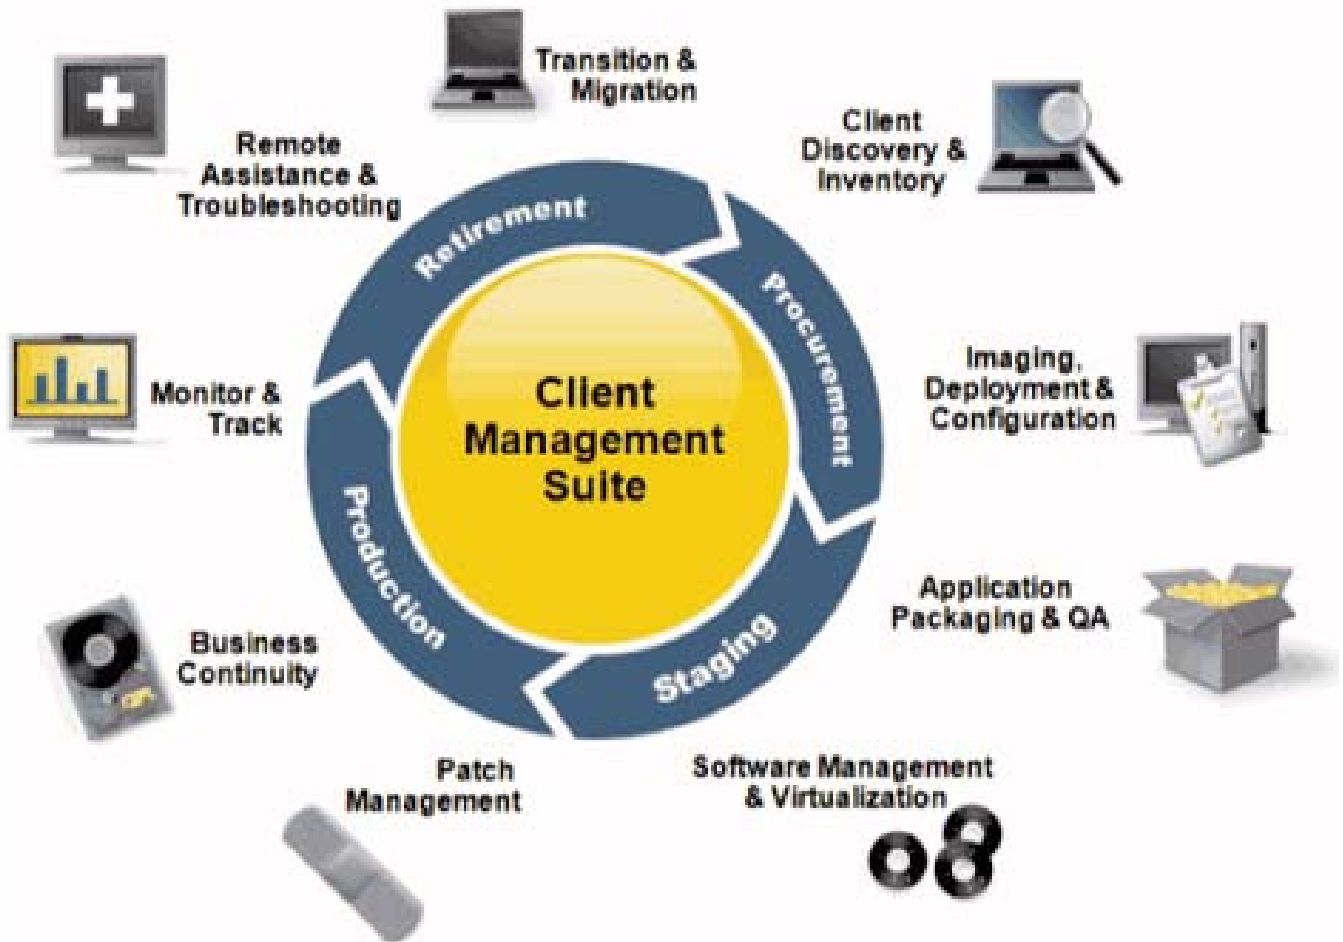 Transition &
Migration
Client
Discovery &
Inventory
Imaging,
Deployment &
Configuration
Application
Packaging & QA
Software Management
& Virtualization
Patch
Management
Business
Continuity
Monitor &
Track
Remote
Assistance &
Troubleshooting
Retirement
Procurement
Staging
Production
Client
Management
Suite